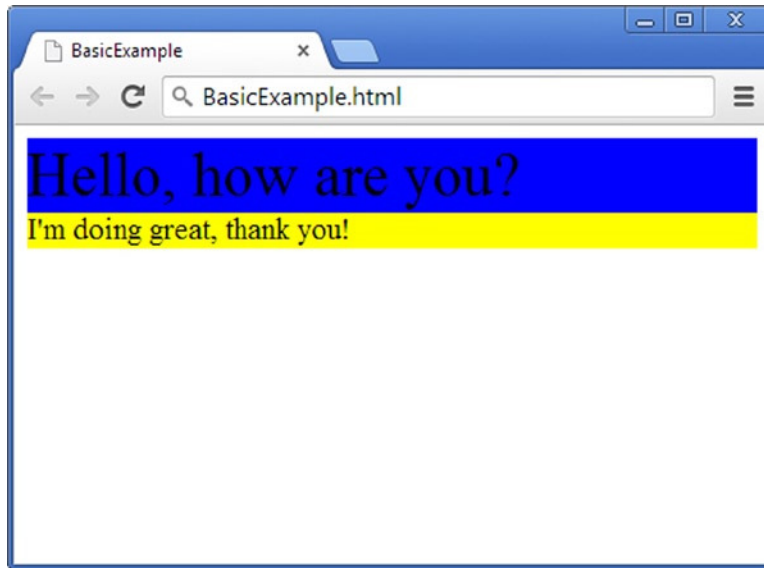 BasicExample
BasicExample.html
Hello, how are you?
I'm doing great, thank you!